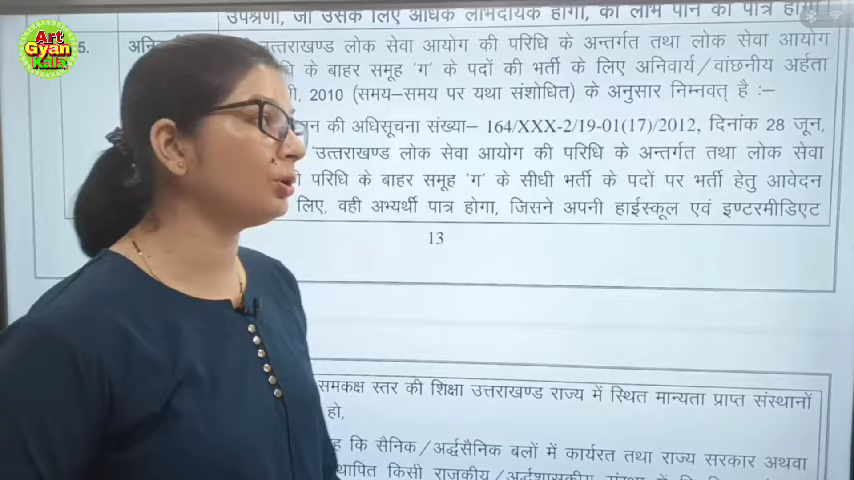 Art
Gyan
Kala
उपश्रेणी, जो उसके लिए अधिक लाभदायक होगी, का लाभ पाने का पात्र होगा।
5.
उत्तराखण्ड लोक सेवा आयोग की परिधि के अन्तर्गत तथा लोक सेवा आयोग
के बाहर समूह 'ग' के पदों की भर्ती के लिए अनिवार्य/वांछनीय अर्हता
2010 (समय–समय पर यथा संशोधित) के अनुसार निम्नवत् है :–
की अधिसूचना संख्या– 164/XXX-2/19-01(17)/2012, दिनांक 28 जून,
'उत्तराखण्ड लोक सेवा आयोग की परिधि के अन्तर्गत तथा लोक सेवा
परिधि के बाहर समूह 'ग' के सीधी भर्ती के पदों पर भर्ती हेतु आवेदन
लिए, वही अभ्यर्थी पात्र होगा, जिसने अपनी हाईस्कूल एवं इण्टरमीडिएट
13
समकक्ष स्तर की शिक्षा उत्तराखण्ड राज्य में स्थित मान्यता प्राप्त संस्थानों
हो,
कि सैनिक/अर्द्धसैनिक बलों में कार्यरत तथा राज्य सरकार अथवा
किसी राजकीय/अर्द्धशासकीय